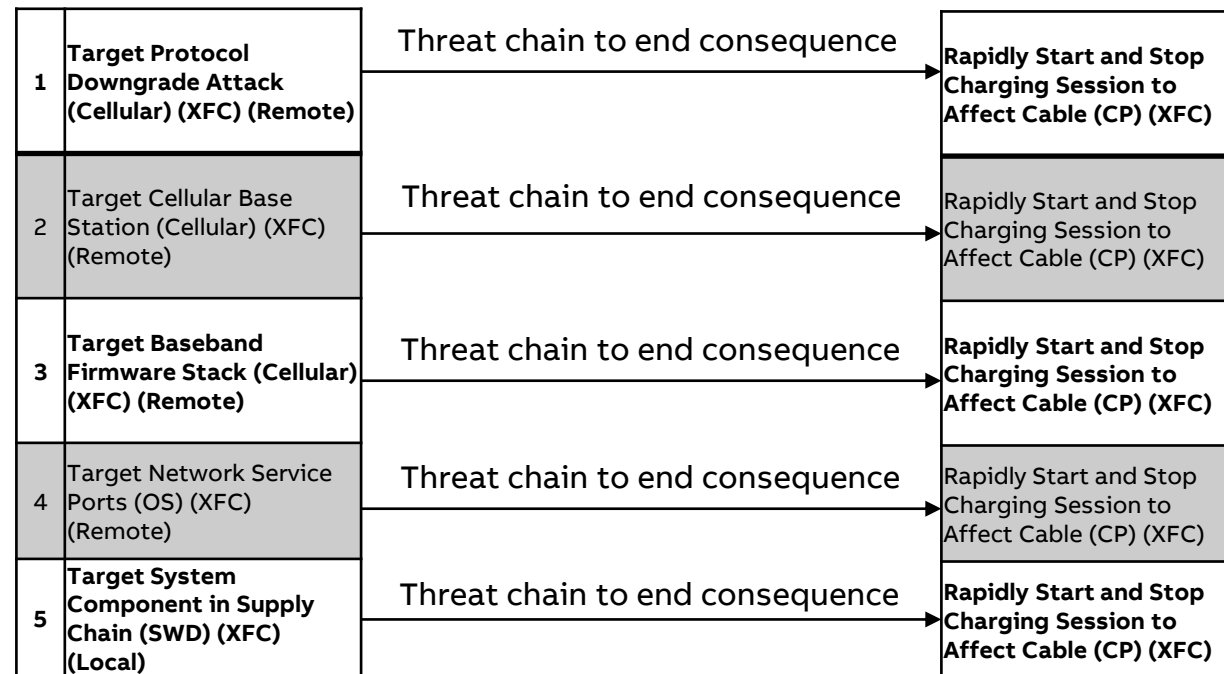 1
Target Protocol
Downgrade Attack
(Cellular) (XFC) (Remote)
Threat chain to end consequence
Rapidly Start and Stop
Charging Session to
Affect Cable (CP) (XFC)
2
Target Cellular Base
Station (Cellular) (XFC)
(Remote)
Threat chain to end consequence
Rapidly Start and Stop
Charging Session to
Affect Cable (CP) (XFC)
3
Target Baseband
Firmware Stack (Cellular)
(XFC) (Remote)
Threat chain to end consequence
Rapidly Start and Stop
Charging Session to
Affect Cable (CP) (XFC)
4
Target Network Service
Ports (OS) (XFC)
(Remote)
Threat chain to end consequence
Rapidly Start and Stop
Charging Session to
Affect Cable (CP) (XFC)
5
Target System
Component in Supply
Chain (SWD) (XFC)
(Local)
Threat chain to end consequence
Rapidly Start and Stop
Charging Session to
Affect Cable (CP) (XFC)